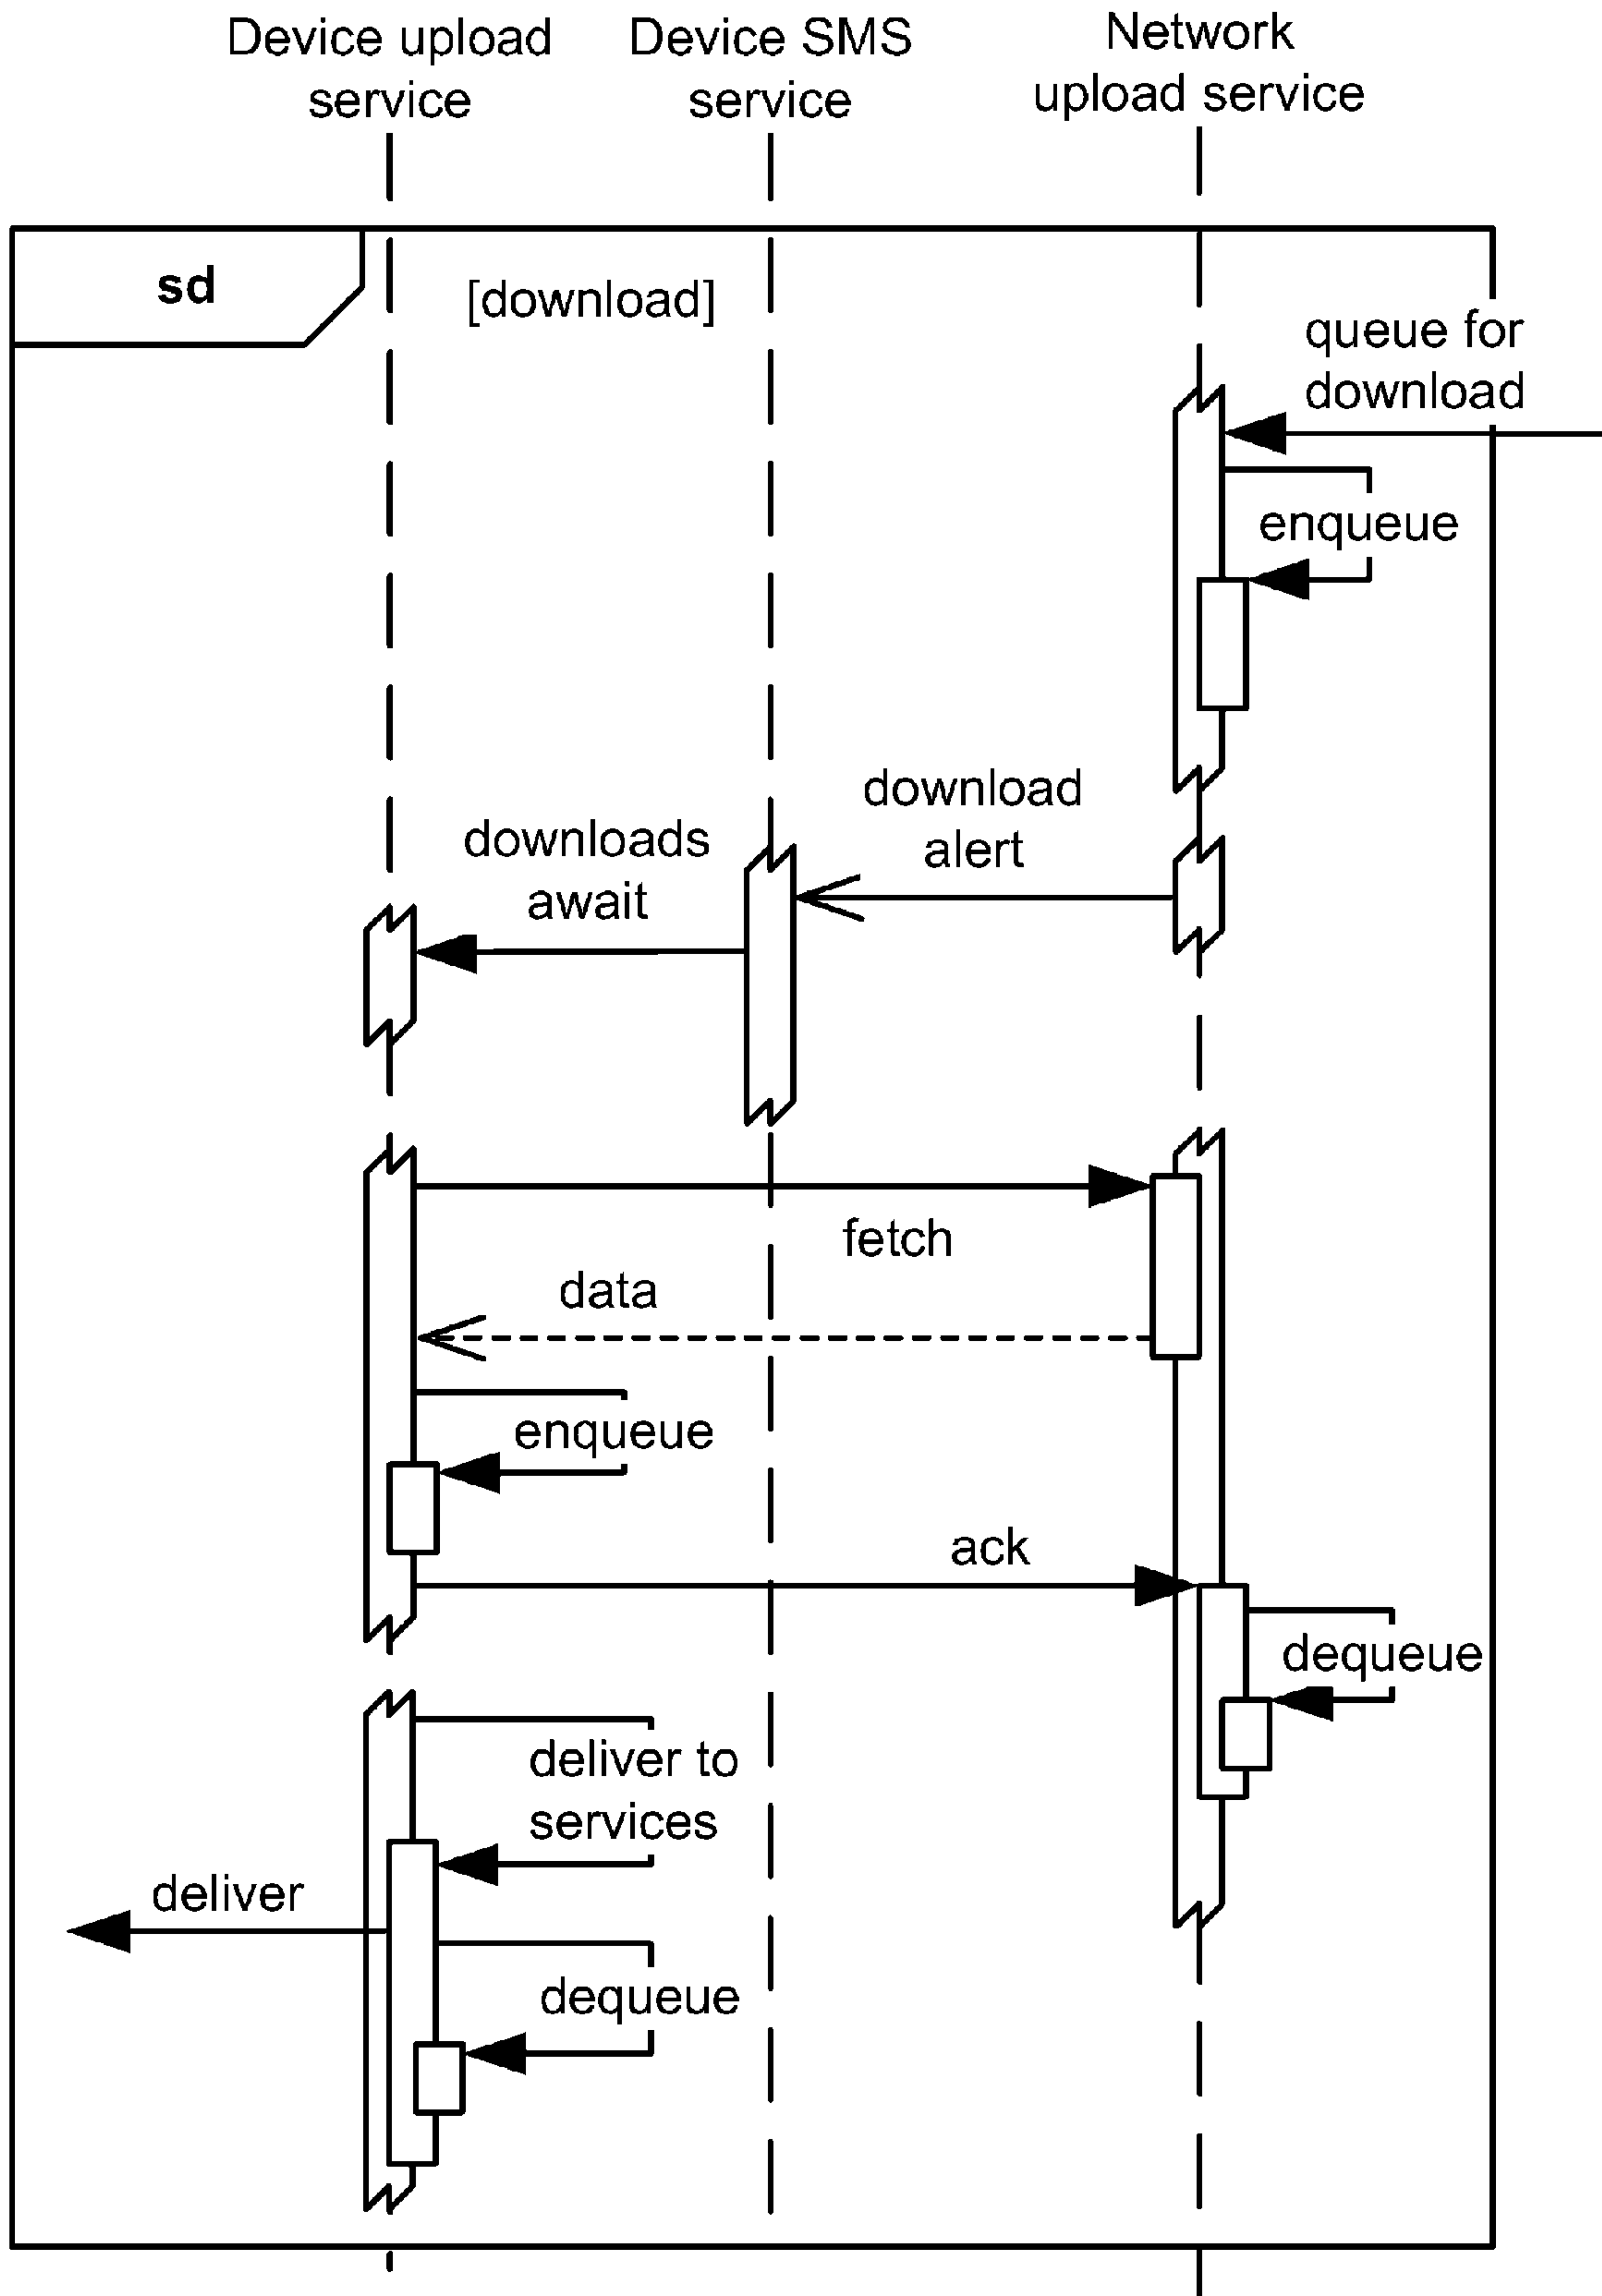 Device upload
service
Device SMS
service
Network
upload service
sd
[download]
queue for
download
enqueue
download
alert
downloads
await
fetch
data
enqueue
ack
dequeue
deliver to
services
deliver
dequeue